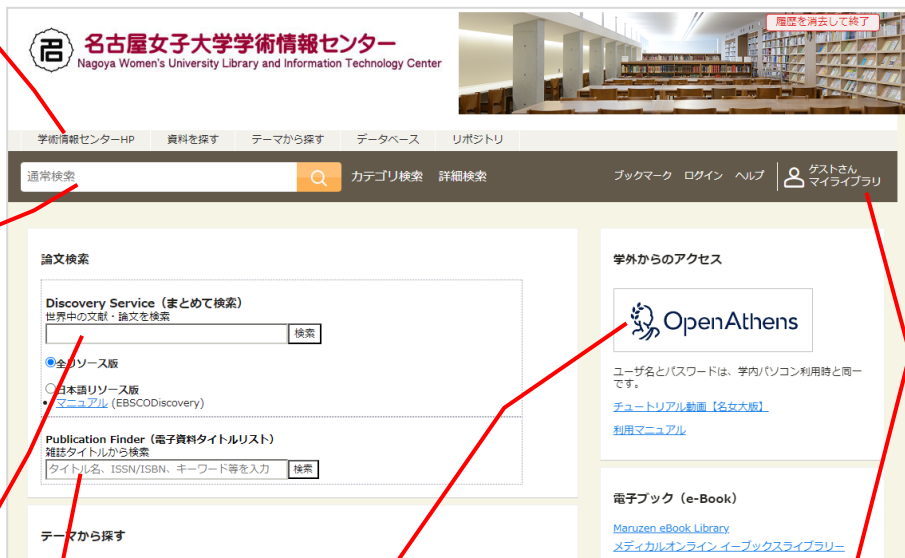 履歴を消去して終了
名古屋女子大学学術情報センター
Nagoya Women's University Library and Information Technology Center
学術情報センターHP 資料を探す テーマから探す データベース リポジトリ
通常検索 カテゴリ検索 詳細検索 ブックマーク ログイン ヘルプ ゲストさん
マイライブラリ
論文検索
Discovery Service（まとめて検索）
世界中の文献・論文を検索
検索
全リソース版
日本語リソース版
マニュアル (EBSCODiscovery)
Publication Finder（電子資料タイトルリスト）
雑誌タイトルから検索
タイトル名、ISSN/ISBN、キーワード等を入力 検索
テーマから探す
学外からのアクセス
OpenAthens
ユーザ名とパスワードは、学内パソコン利用時と同一
です。
チュートリアル動画【名女大版】
利用マニュアル
電子ブック（e-Book）
Maruzen eBook Library
メディカルオンライン イーブックスライブラリー